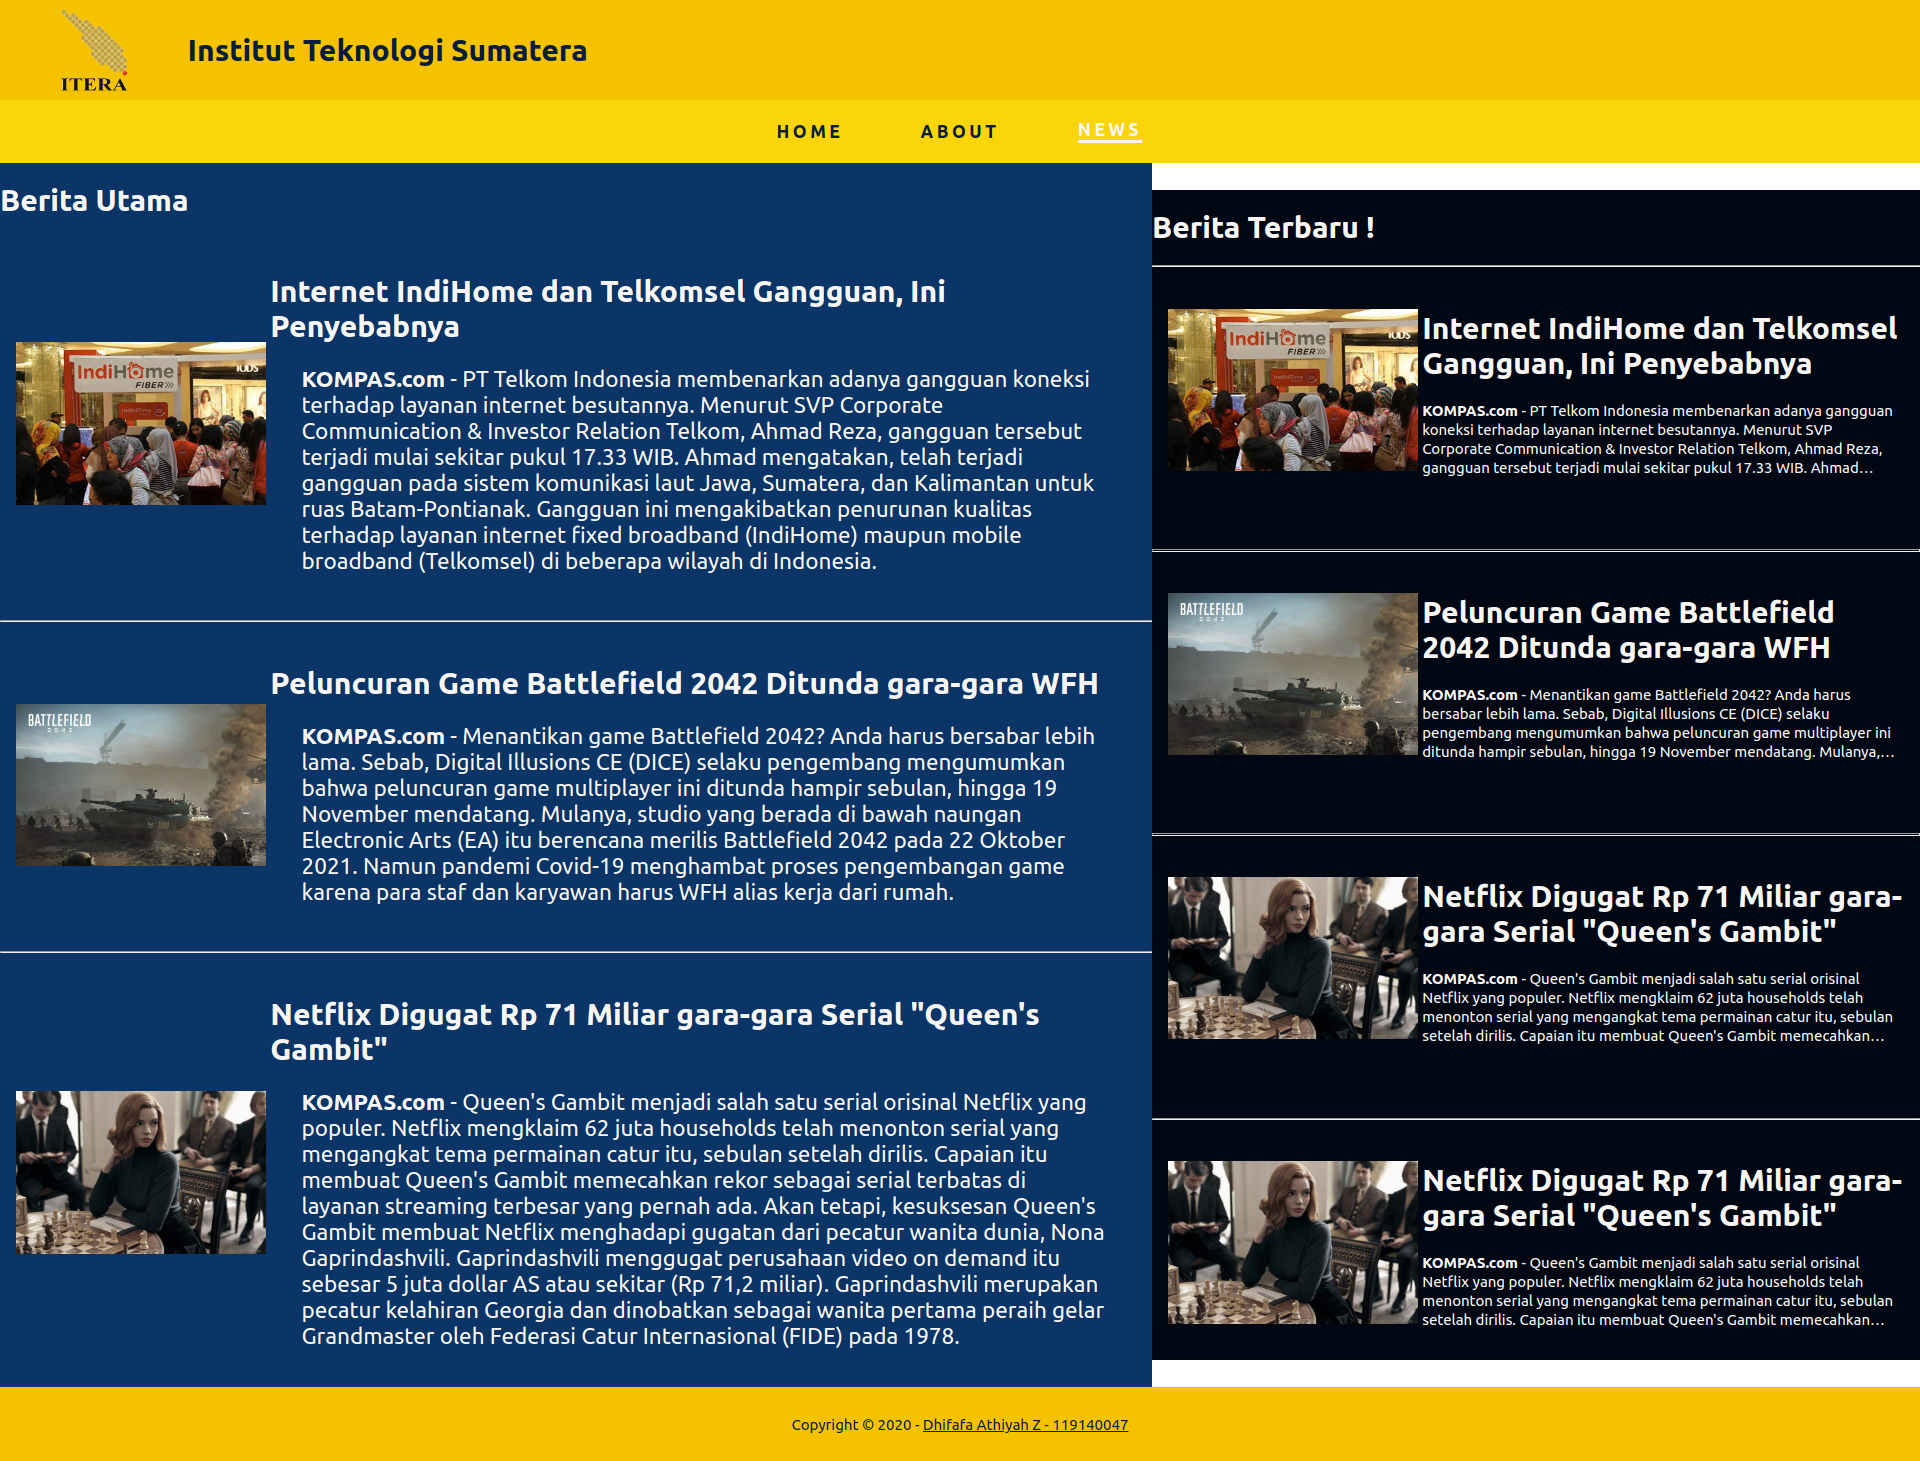 ITERA
Institut Teknologi Sumatera
HOME
ABOUT
NEWS
Berita Utama
IndiHome
FIBER
TODS
IndiHome
Internet IndiHome dan Telkomsel Gangguan, Ini
Penyebabnya
KOMPAS.com - PT Telkom Indonesia membenarkan adanya gangguan koneksi
terhadap layanan internet besutannya. Menurut SVP Corporate
Communication & Investor Relation Telkom, Ahmad Reza, gangguan tersebut
terjadi mulai sekitar pukul 17.33 WIB. Ahmad mengatakan, telah terjadi
gangguan pada sistem komunikasi laut Jawa, Sumatera, dan Kalimantan untuk
ruas Batam-Pontianak. Gangguan ini mengakibatkan penurunan kualitas
terhadap layanan internet fixed broadband (IndiHome) maupun mobile
broadband (Telkomsel) di beberapa wilayah di Indonesia.
BATTLEFIELD
2042
Peluncuran Game Battlefield 2042 Ditunda gara-gara WFH
KOMPAS.com - Menantikan game Battlefield 2042? Anda harus bersabar lebih
lama. Sebab, Digital Illusions CE (DICE) selaku pengembang mengumumkan
bahwa peluncuran game multiplayer ini ditunda hampir sebulan, hingga 19
November mendatang. Mulanya, studio yang berada di bawah naungan
Electronic Arts (EA) itu berencana merilis Battlefield 2042 pada 22 Oktober
2021. Namun pandemi Covid-19 menghambat proses pengembangan game
karena para staf dan karyawan harus WFH alias kerja dari rumah.
Netflix Digugat Rp 71 Miliar gara-gara Serial "Queen's
Gambit"
KOMPAS.com - Queen's Gambit menjadi salah satu serial orisinal Netflix yang
populer. Netflix mengklaim 62 juta households telah menonton serial yang
mengangkat tema permainan catur itu, sebulan setelah dirilis. Capaian itu
membuat Queen's Gambit memecahkan rekor sebagai serial terbatas di
layanan streaming terbesar yang pernah ada. Akan tetapi, kesuksesan Queen's
Gambit membuat Netflix menghadapi gugatan dari pecatur wanita dunia, Nona
Gaprindashvili. Gaprindashvili menggugat perusahaan video on demand itu
sebesar 5 juta dollar AS atau sekitar (Rp 71,2 miliar). Gaprindashvili merupakan
pecatur kelahiran Georgia dan dinobatkan sebagai wanita pertama peraih gelar
Grandmaster oleh Federasi Catur Internasional (FIDE) pada 1978.
Berita Terbaru !
IndiHome
FIBER
TODS
IndiHome
Internet IndiHome dan Telkomsel
Gangguan, Ini Penyebabnya
KOMPAS.com - PT Telkom Indonesia membenarkan adanya gangguan
koneksi terhadap layanan internet besutannya. Menurut SVP
Corporate Communication & Investor Relation Telkom, Ahmad Reza,
gangguan tersebut terjadi mulai sekitar pukul 17.33 WIB. Ahmad…
BATTLEFIELD
2042
Peluncuran Game Battlefield
2042 Ditunda gara-gara WFH
KOMPAS.com - Menantikan game Battlefield 2042? Anda harus
bersabar lebih lama. Sebab, Digital Illusions CE (DICE) selaku
pengembang mengumumkan bahwa peluncuran game multiplayer ini
ditunda hampir sebulan, hingga 19 November mendatang. Mulanya,…
Netflix Digugat Rp 71 Miliar gara-
gara Serial "Queen's Gambit"
KOMPAS.com - Queen's Gambit menjadi salah satu serial orisinal
Netflix yang populer. Netflix mengklaim 62 juta households telah
menonton serial yang mengangkat tema permainan catur itu, sebulan
setelah dirilis. Capaian itu membuat Queen's Gambit memecahkan…
Netflix Digugat Rp 71 Miliar gara-
gara Serial "Queen's Gambit"
KOMPAS.com - Queen's Gambit menjadi salah satu serial orisinal
Netflix yang populer. Netflix mengklaim 62 juta households telah
menonton serial yang mengangkat tema permainan catur itu, sebulan
setelah dirilis. Capaian itu membuat Queen's Gambit memecahkan…
Copyright © 2020 - Dhifafa Athiyah Z - 119140047